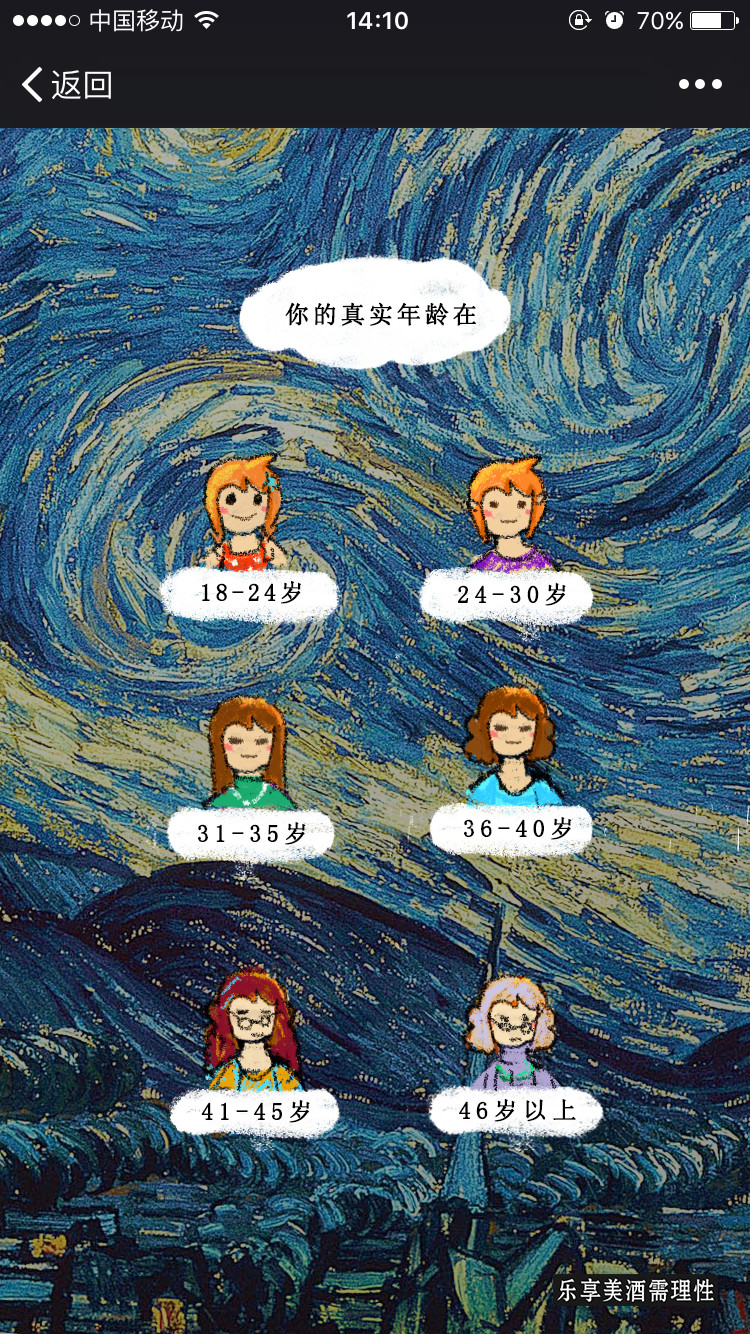 中国移动
14:10
70%
返回
你的真实年龄在
18-24岁
24-30岁
31-35岁
36-40岁
41-45岁
46岁以上
乐享美酒需理性